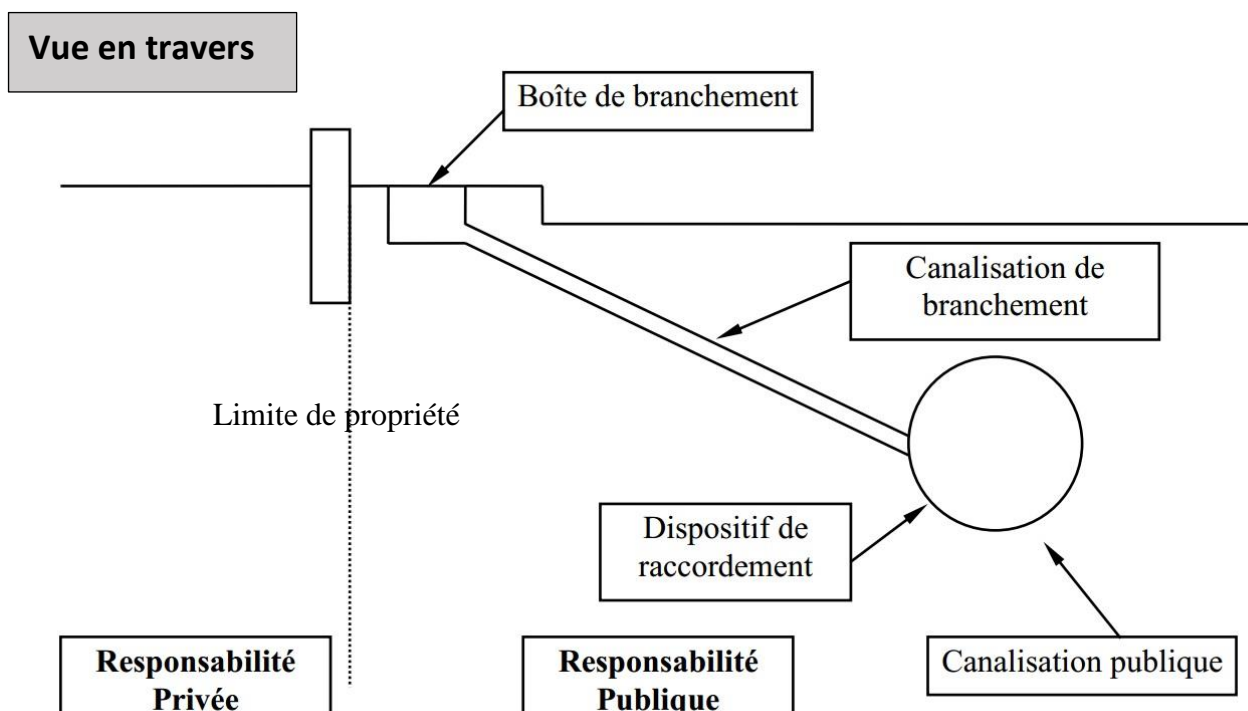 Vue en travers
Boîte de branchement
Canalisation de
branchement
Limite de propriété
Dispositif de
raccordement
Canalisation publique
Responsabilité
Privée
Responsabilité
Publique